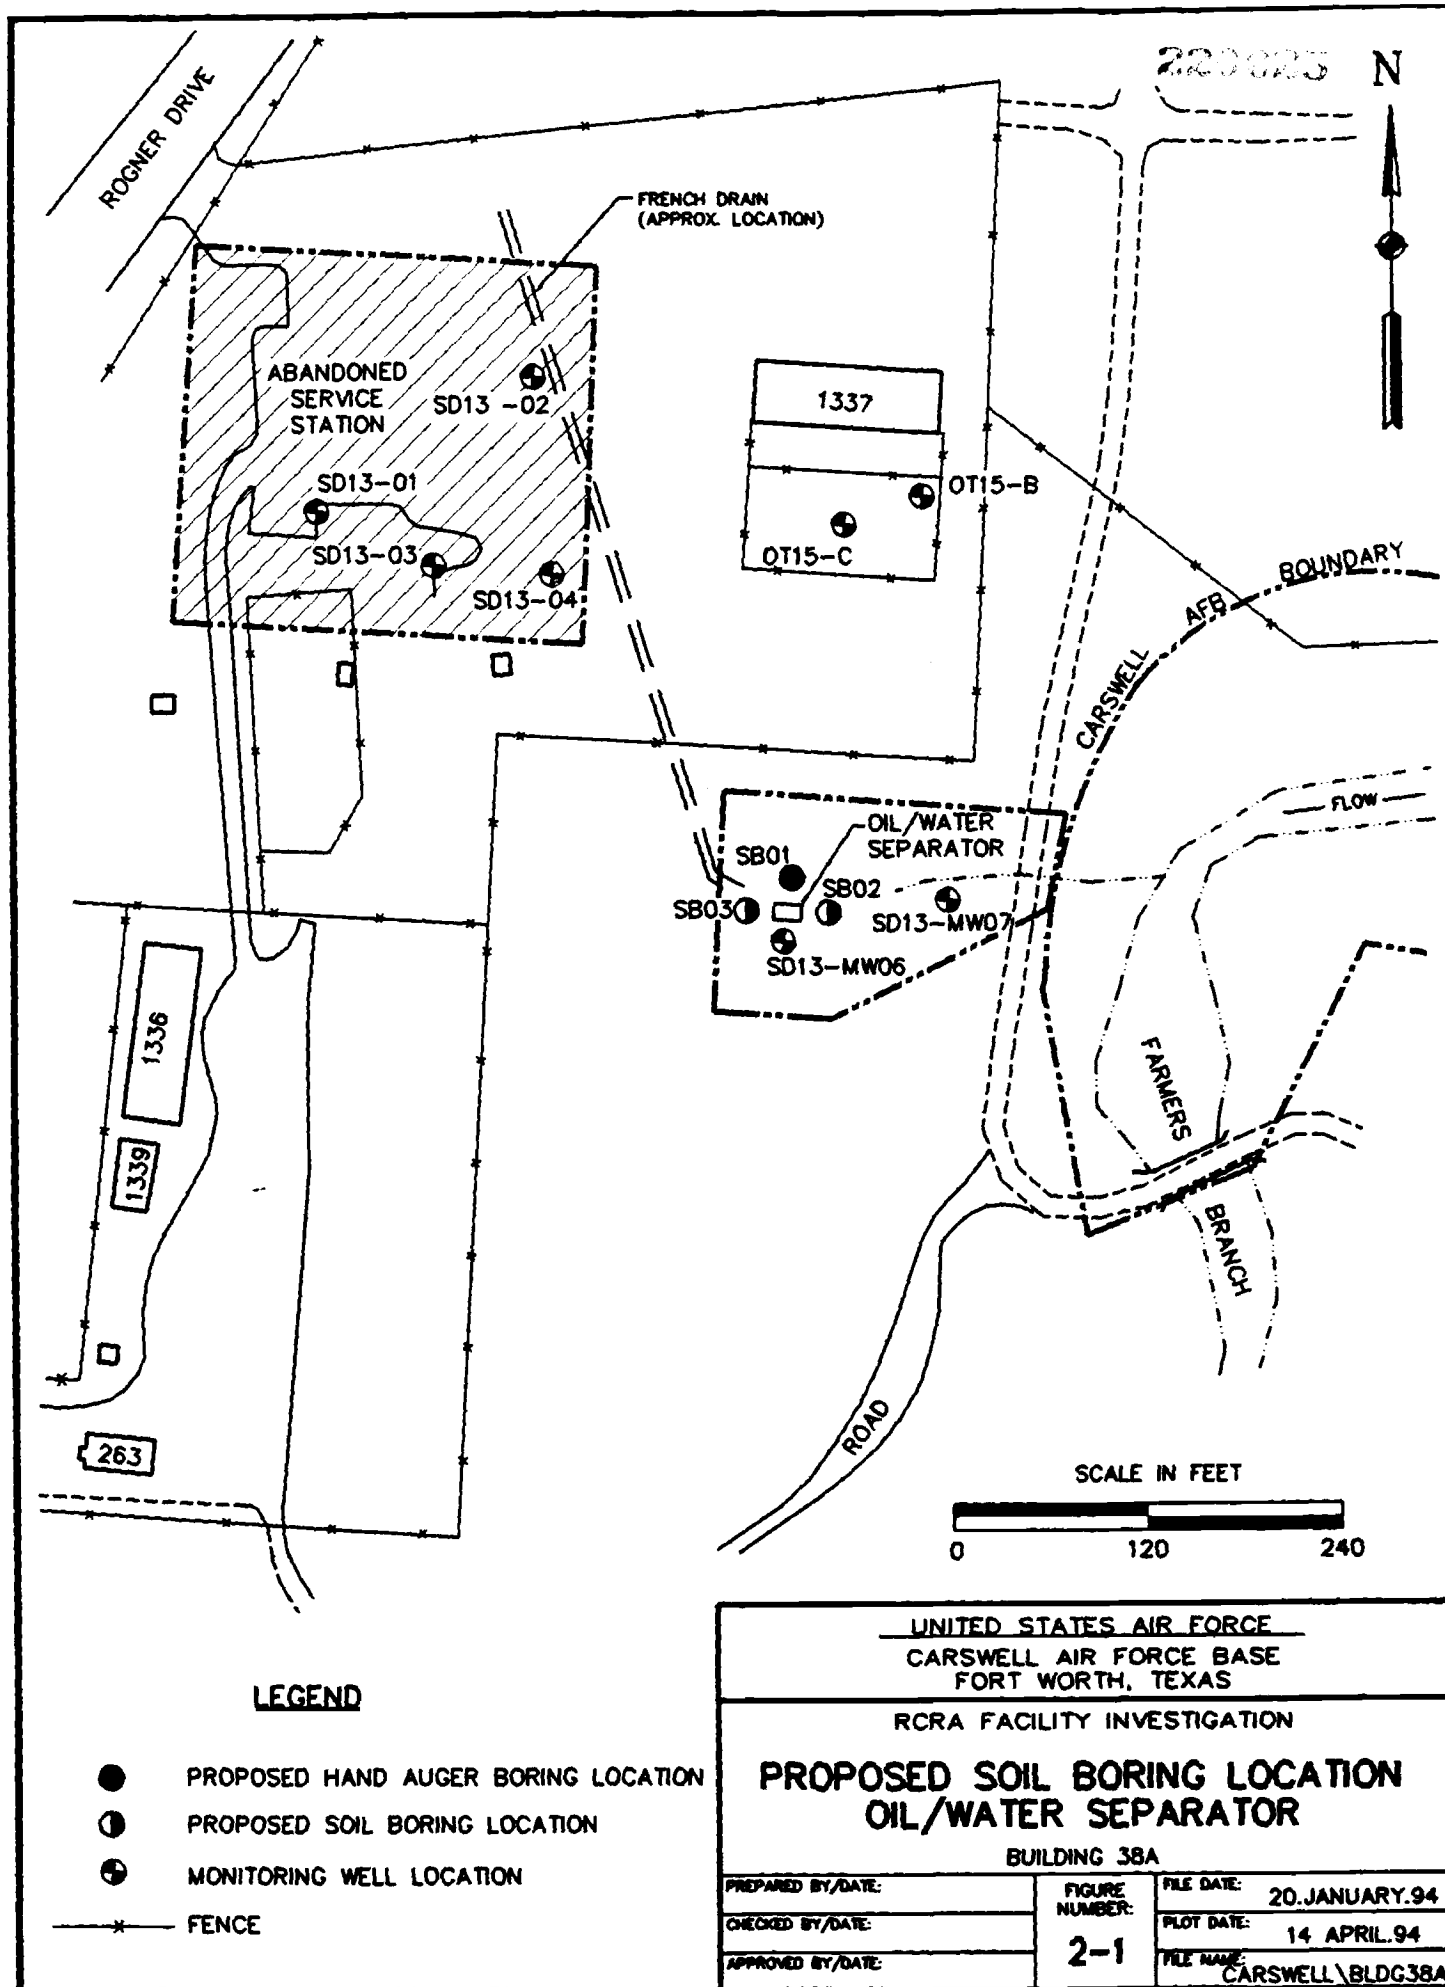 220023
N
ROGNER DRIVE
FRENCH DRAIN
(APPROX. LOCATION)
ABANDONED
SERVICE
STATION
SD13 -02
1337
SD13-01
OT15-B
SD13-03
OT15-C
SD13-04
CARSWELL AFB BOUNDARY
FLOW
OIL/WATER
SEPARATOR
SB01
SB02
SB03
SD13-MW07
SD13-MW06
1336
1339
FARMERS
BRANCH
ROAD
263
SCALE IN FEET
0 120 240
LEGEND
PROPOSED HAND AUGER BORING LOCATION
PROPOSED SOIL BORING LOCATION
MONITORING WELL LOCATION
FENCE
UNITED STATES AIR FORCE
CARSWELL AIR FORCE BASE
FORT WORTH, TEXAS
RCRA FACILITY INVESTIGATION
PROPOSED SOIL BORING LOCATION
OIL/WATER SEPARATOR
BUILDING 38A
PREPARED BY/DATE:
CHECKED BY/DATE:
APPROVED BY/DATE:
FIGURE
NUMBER:
2-1
FILE DATE: 20.JANUARY.94
PLOT DATE: 14 APRIL.94
FILE NAME: CARSWELL\BLDG38A